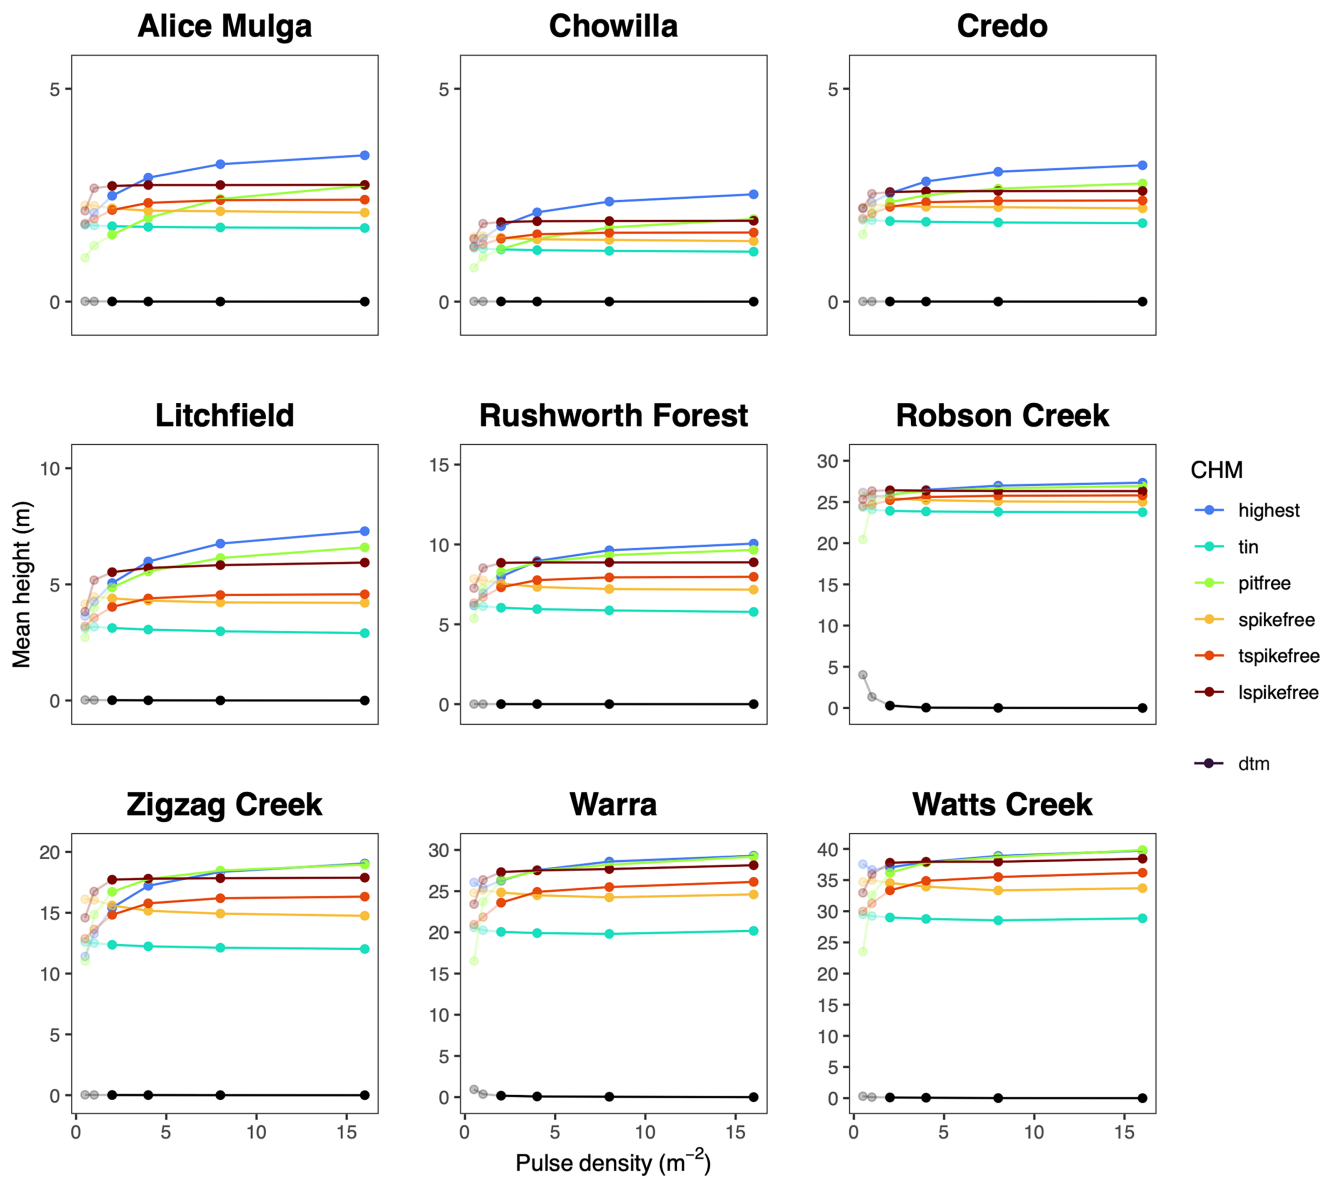 Alice Mulga
Chowilla
Credo
5
0
5
0
5
0
Litchfield
Rushworth Forest
Robson Creek
10
5
0
15
10
5
0
30
25
20
15
10
5
0
Mean height (m)
CHM
highest
tin
pitfree
spikefree
tspikefree
lspikefree
dtm
Zigzag Creek
Warra
Watts Creek
20
15
10
5
0
30
25
20
15
10
5
0
40
35
30
25
20
15
10
5
0
0 5 10 15
0 5 10 15
0 5 10 15
Pulse density (m⁻²)